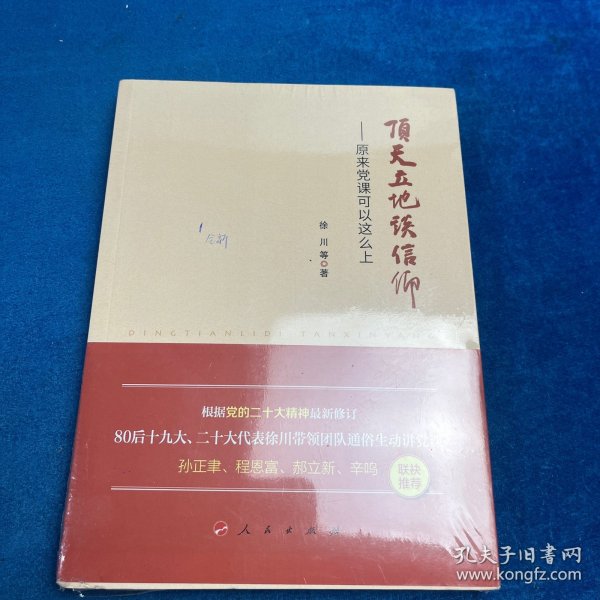 頂天立地談信仰
——原来党课可以这么上
徐川等 著
全新
DINGTIANLIDI TANXINYANG
根据党的二十大精神最新修订
80后十九大、二十大代表徐川带领团队通俗生动讲党
孙正聿、程恩富、郝立新、辛鸣
联袂
推荐
人民出版社
孔夫子旧书网
www.kongfz.com